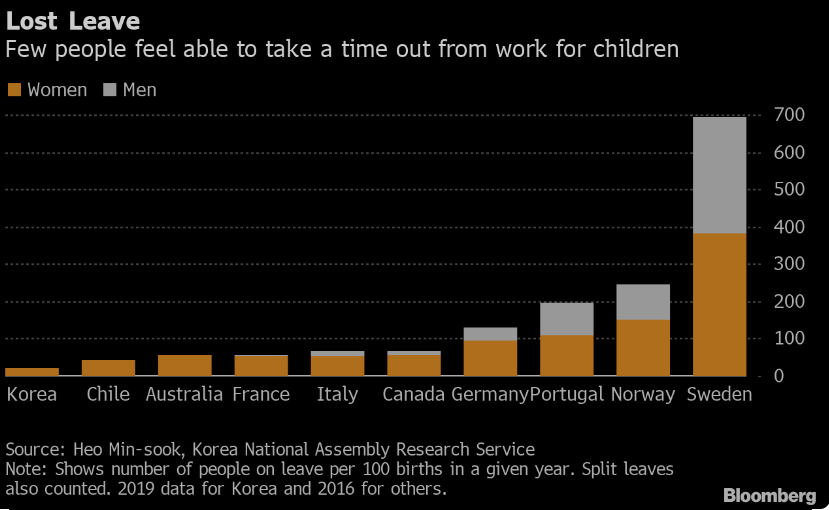 Lost Leave
Few people feel able to take a time out from work for children
Women Men
700
600
500
400
300
200
100
0
Korea Chile Australia France Italy Canada Germany Portugal Norway Sweden
Source: Heo Min-sook, Korea National Assembly Research Service
Note: Shows number of people on leave per 100 births in a given year. Split leaves
also counted. 2019 data for Korea and 2016 for others.
Bloomberg